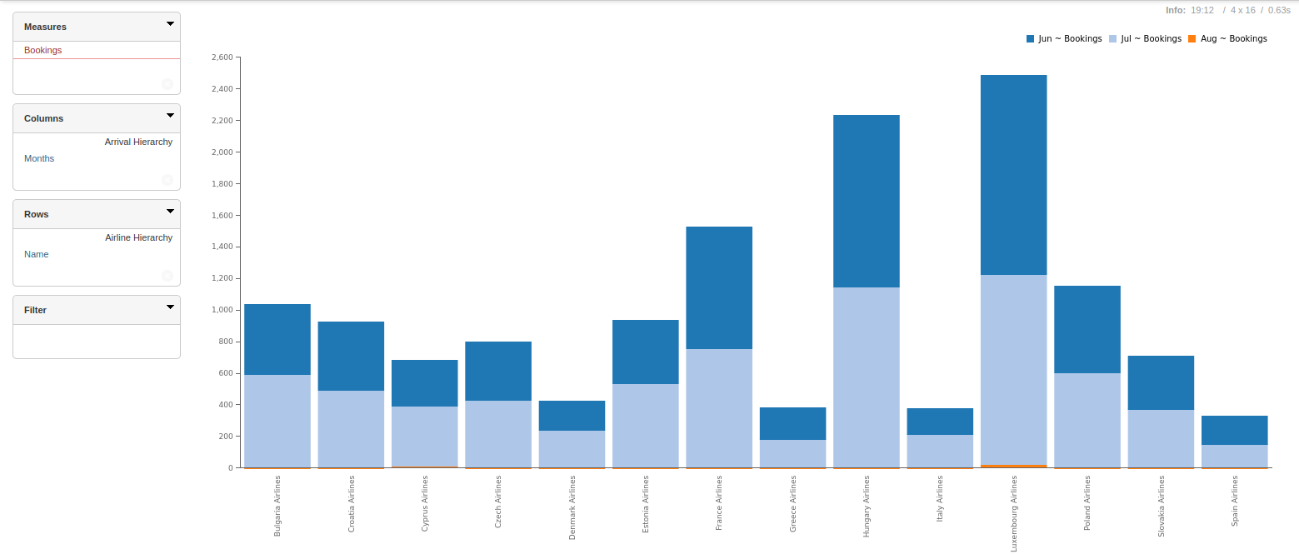 Info: 19:12 / 4 x 16 / 0.63s
Measures
Bookings
Columns
Arrival Hierarchy
Months
Rows
Airline Hierarchy
Name
Filter
Jun ~ Bookings Jul ~ Bookings Aug ~ Bookings
2,600
2,400
2,200
2,000
1,800
1,600
1,400
1,200
1,000
800
600
400
200
0
Bulgaria Airlines
Croatia Airlines
Cyprus Airlines
Czech Airlines
Denmark Airlines
Estonia Airlines
France Airlines
Greece Airlines
Hungary Airlines
Italy Airlines
Luxembourg Airlines
Poland Airlines
Slovakia Airlines
Spain Airlines